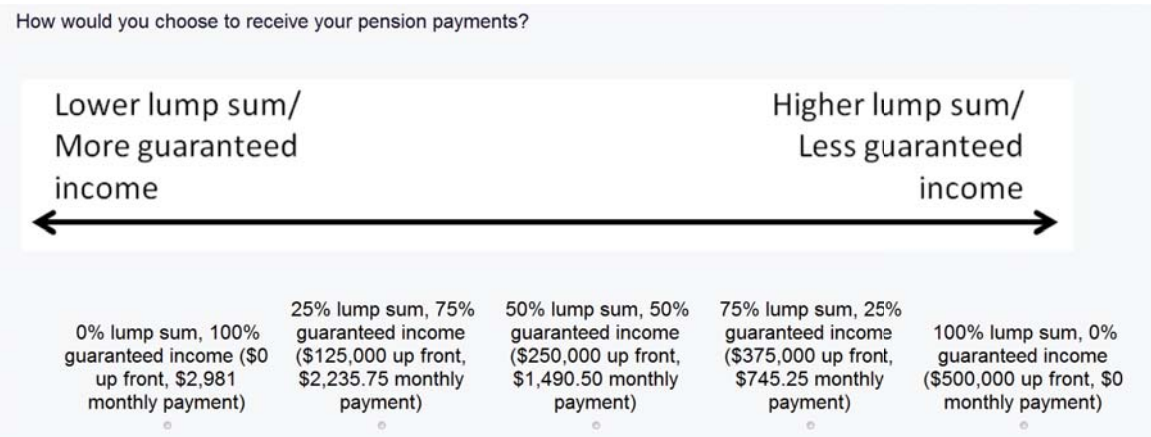 How would you choose to receive your pension payments?
Lower lump sum/
More guaranteed
income
Higher lump sum/
Less guaranteed
income
0% lump sum, 100%
guaranteed income ($0
up front, $2,981
monthly payment)
25% lump sum, 75%
guaranteed income
($125,000 up front,
$2,235.75 monthly
payment)
50% lump sum, 50%
guaranteed income
($250,000 up front,
$1,490.50 monthly
payment)
75% lump sum, 25%
guaranteed income
($375,000 up front,
$745.25 monthly
payment)
100% lump sum, 0%
guaranteed income
($500,000 up front, $0
monthly payment)